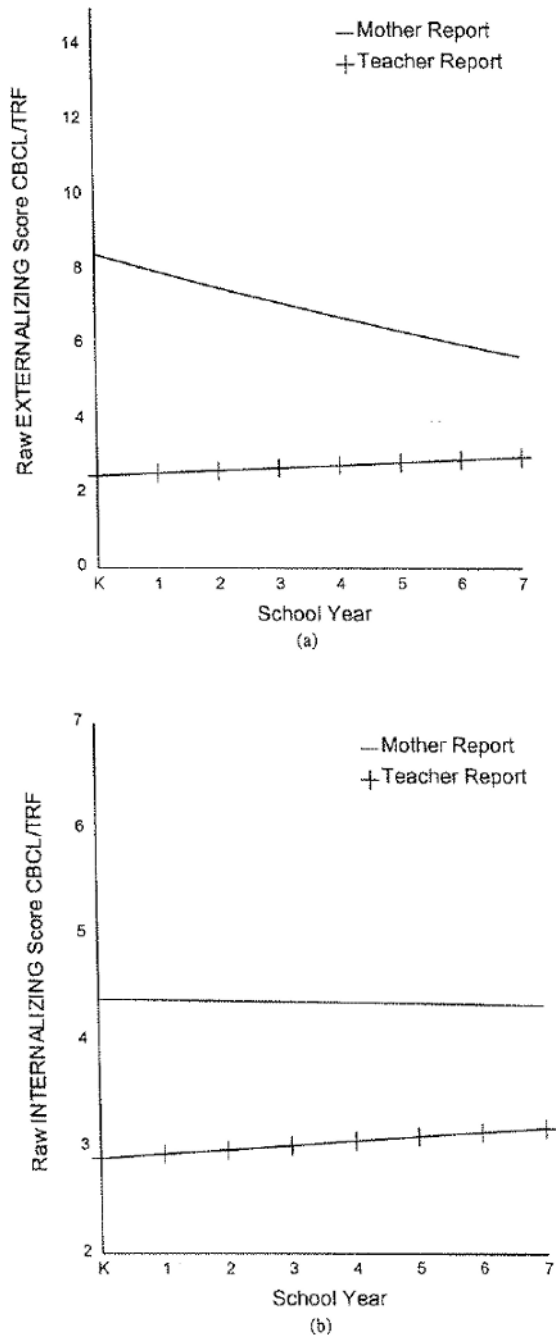 14
12
10
8
6
4
2
0
Raw EXTERNALIZING Score CBCL/TRF
Mother Report
Teacher Report
K 1 2 3 4 5 6 7
School Year
(a)
7
6
5
4
3
2
Raw INTERNALIZING Score CBCL/TRF
Mother Report
Teacher Report
K 1 2 3 4 5 6 7
School Year
(b)